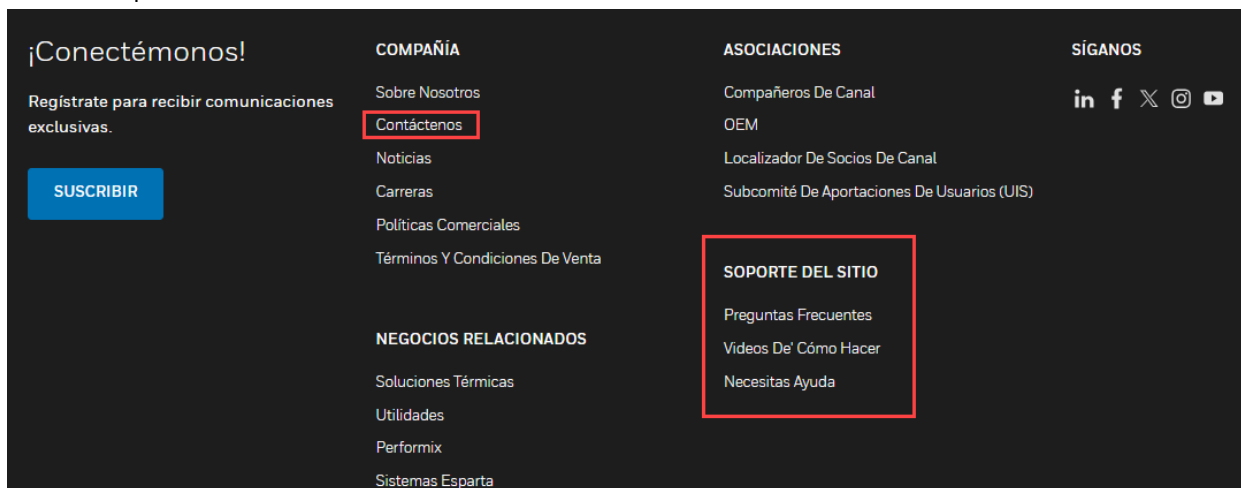 ¡Conectémonos!
Regístrate para recibir comunicaciones
exclusivas.
SUSCRIBIR
COMPAÑÍA
Sobre Nosotros
Contáctenos
Noticias
Carreras
Políticas Comerciales
Términos Y Condiciones De Venta
NEGOCIOS RELACIONADOS
Soluciones Térmicas
Utilidades
Performix
Sistemas Esparta
ASOCIACIONES
Compañeros De Canal
OEM
Localizador De Socios De Canal
Subcomité De Aportaciones De Usuarios (UIS)
SOPORTE DEL SITIO
Preguntas Frecuentes
Videos De' Cómo Hacer
Necesitas Ayuda
SÍGANOS